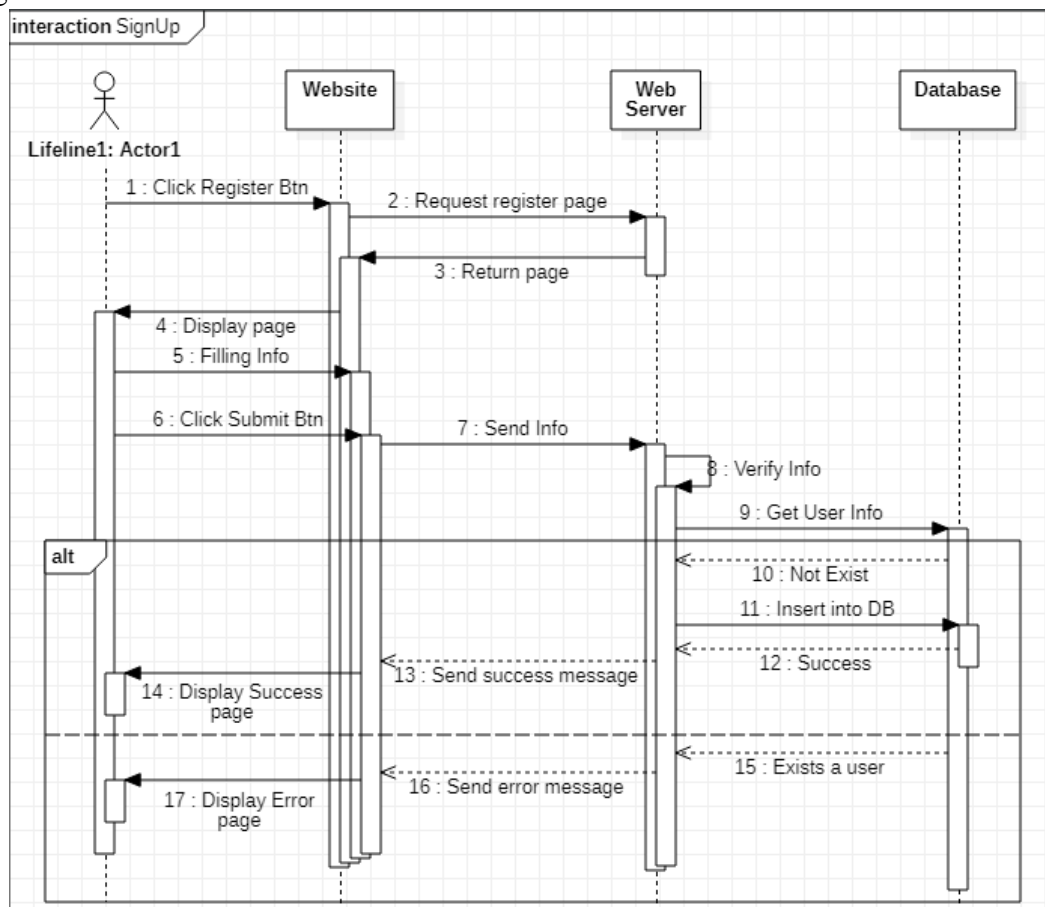 interaction SignUp
Website
Web
Server
Database
Lifeline1: Actor1
1 : Click Register Btn
2 : Request register page
3 : Return page
4 : Display page
5 : Filling Info
6 : Click Submit Btn
7 : Send Info
8 : Verify Info
9 : Get User Info
alt
10 : Not Exist
11 : Insert into DB
12 : Success
13 : Send success message
14 : Display Success
page
15 : Exists a user
16 : Send error message
17 : Display Error
page